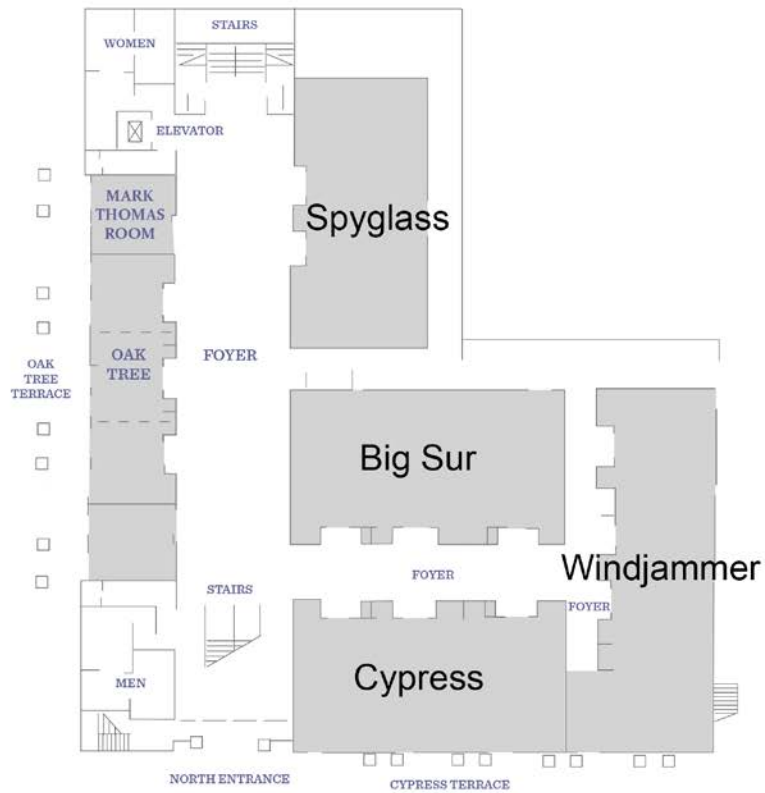 STAIRS
WOMEN
ELEVATOR
MARK
THOMAS
ROOM
Spyglass
OAK
TREE
TERRACE
OAK
TREE
FOYER
Big Sur
FOYER
Windjammer
STAIRS
FOYER
Cypress
MEN
NORTH ENTRANCE
CYPRESS TERRACE